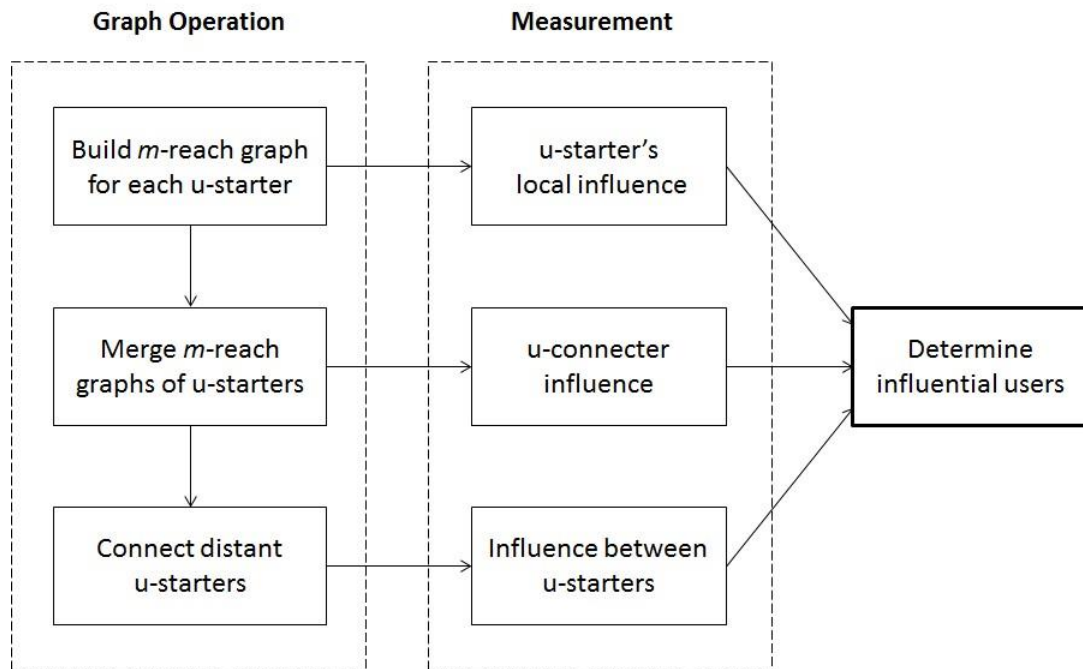 Graph Operation
Measurement
Build m-reach graph
for each u-starter
u-starter's
local influence
Merge m-reach
graphs of u-starters
u-connecter
influence
Determine
influential users
Connect distant
u-starters
Influence between
u-starters